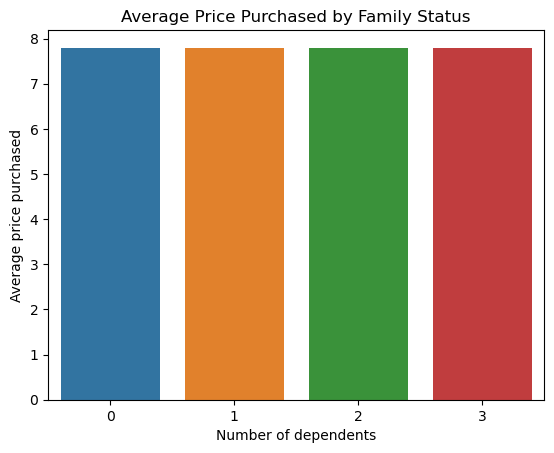 Average Price Purchased by Family Status
Average price purchased
8
7
6
5
4
3
2
1
0
0 1 2 3
Number of dependents